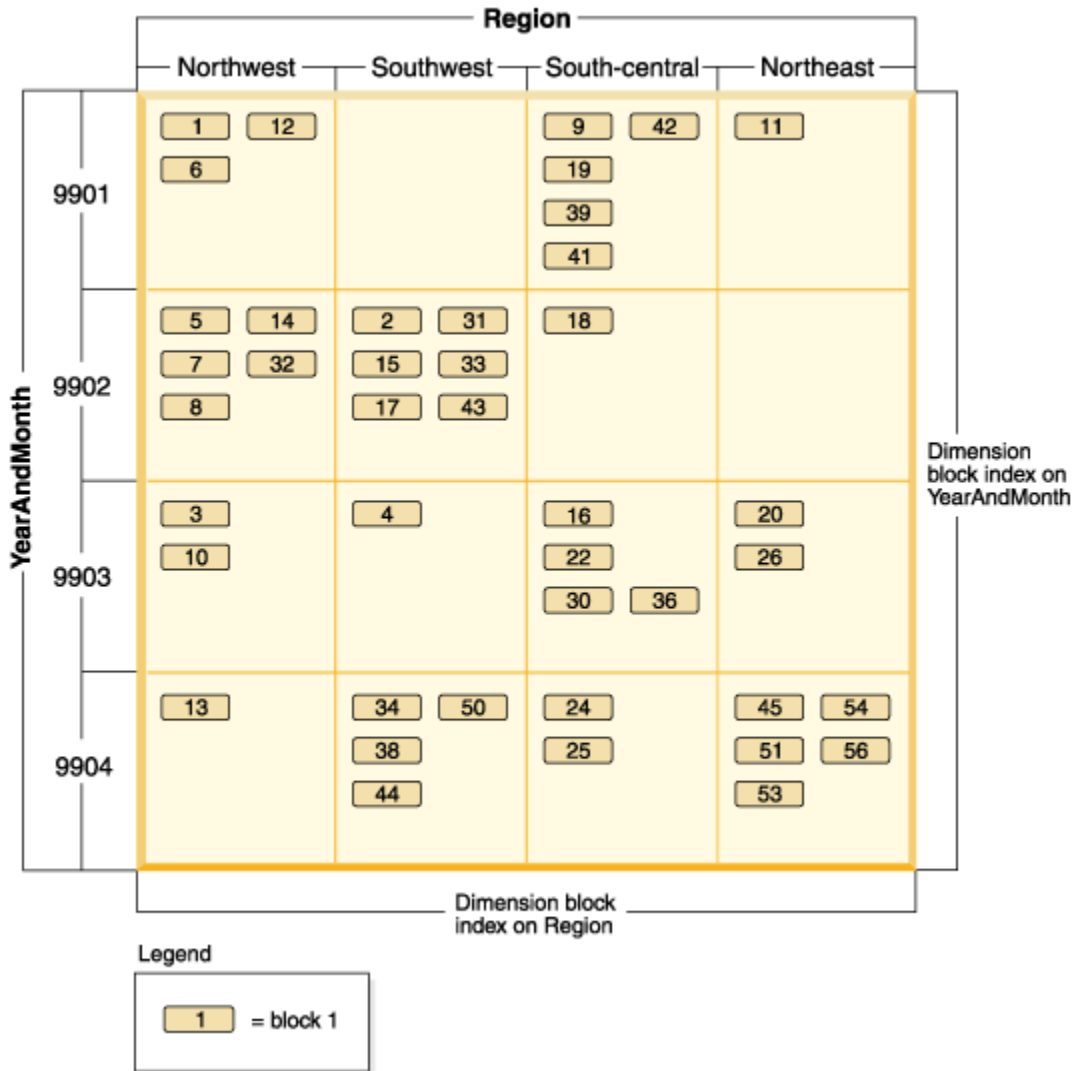 Region
Northwest Southwest South-central Northeast
YearAndMonth
9901
1 12 9 42 11
6 19
39
41
9902
5 14 2 31 18
7 32 15 33
8 17 43
9903
3 4 16 20
10 22 26
30 36
9904
13 34 50 24 45 54
38 25 51 56
44 53
Dimension
block index on
YearAndMonth
Dimension block
index on Region
Legend
1 = block 1